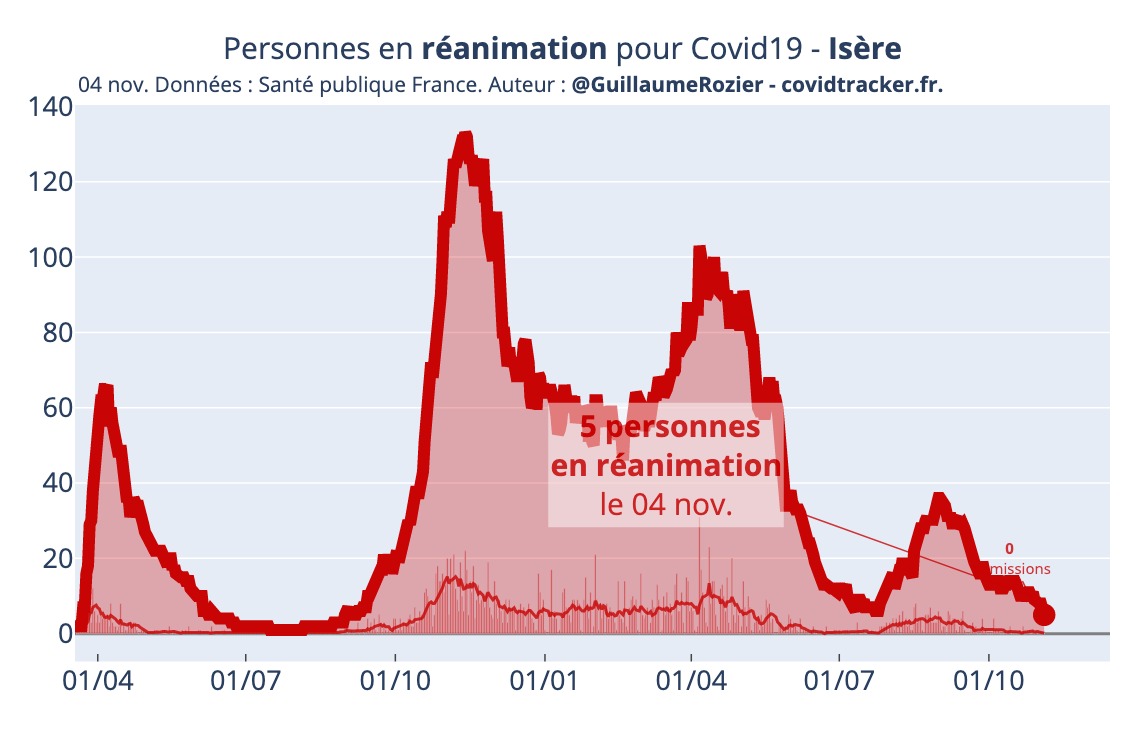 Personnes en réanimation pour Covid19 - Isère
04 nov. Données : Santé publique France. Auteur : @GuillaumeRozier - covidtracker.fr.
140
120
100
80
60
40
20
0
5 personnes
en réanimation
le 04 nov.
0
missions
01/04 01/07 01/10 01/01 01/04 01/07 01/10